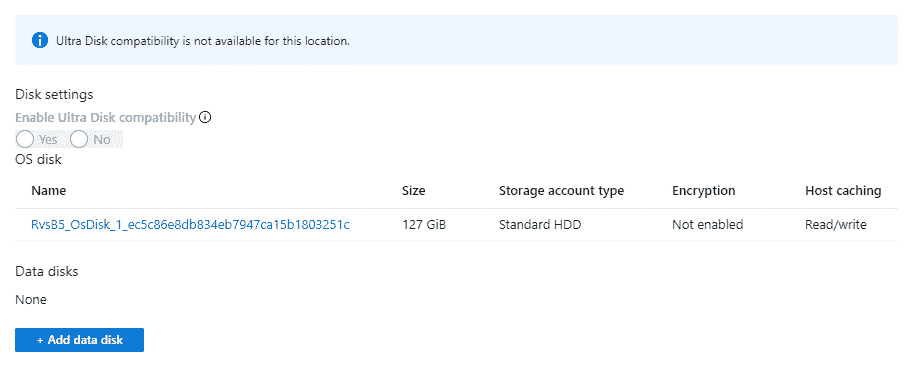 Ultra Disk compatibility is not available for this location.
Disk settings
Enable Ultra Disk compatibility
Yes No
OS disk
Name Size Storage account type Encryption Host caching
RvsB5_OsDisk_1_ec5c86e8db834eb7947ca15b1803251c 127 GiB Standard HDD Not enabled Read/write
Data disks
None
+ Add data disk